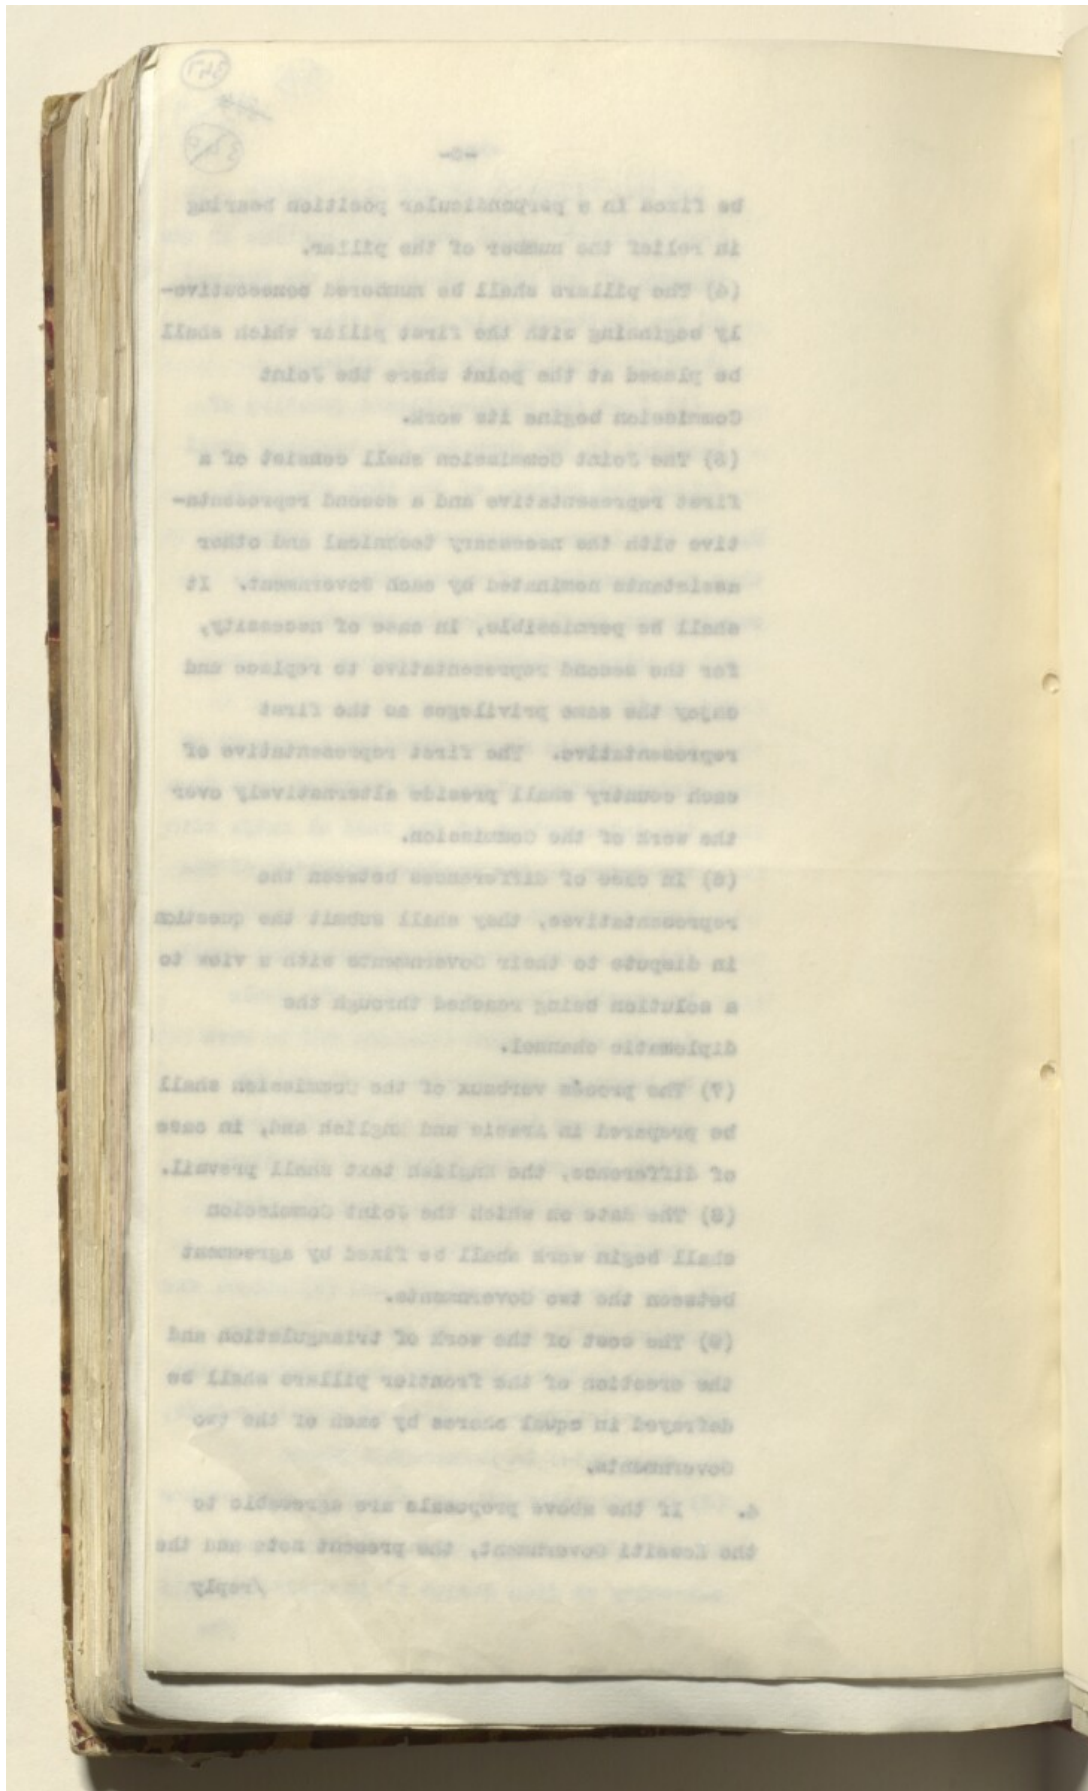 be fixed in a perpendicular position bearing
in relief the number of the pillar.
(4) The pillars shall be numbered consecutive-
ly beginning with the first pillar which shall
be placed at the point where the Joint
Commission begins its work.
(5) The Joint Commission shall consist of a
first representative and a second representa-
tive with the necessary technical and other
assistants nominated by each Government. It
shall be permissible, in case of necessity,
for the second representative to replace and
enjoy the same privileges as the first
representative. The first representative of
each country shall preside alternatively over
the work of the Commission.
(6) In case of differences between the
representatives, they shall submit the question
in dispute to their Governments with a view to
a solution being reached through the
diplomatic channel.
(7) The procès verbaux of the Commission shall
be prepared in Arabic and English and, in case
of difference, the English text shall prevail.
(8) The date on which the Joint Commission
shall begin work shall be fixed by agreement
between the two Governments.
(9) The cost of the work of triangulation and
the erection of the frontier pillars shall be
defrayed in equal shares by each of the two
Governments.
4. If the above proposals are agreeable to
the Kuwaiti Government, the present note and the
/reply